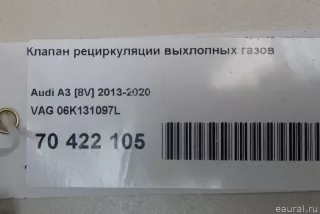 Клапан рециркуляции выхлопных газов
Audi A3 [8V] 2013-2020
VAG 06K131097L
70 422 105
eaural.ru